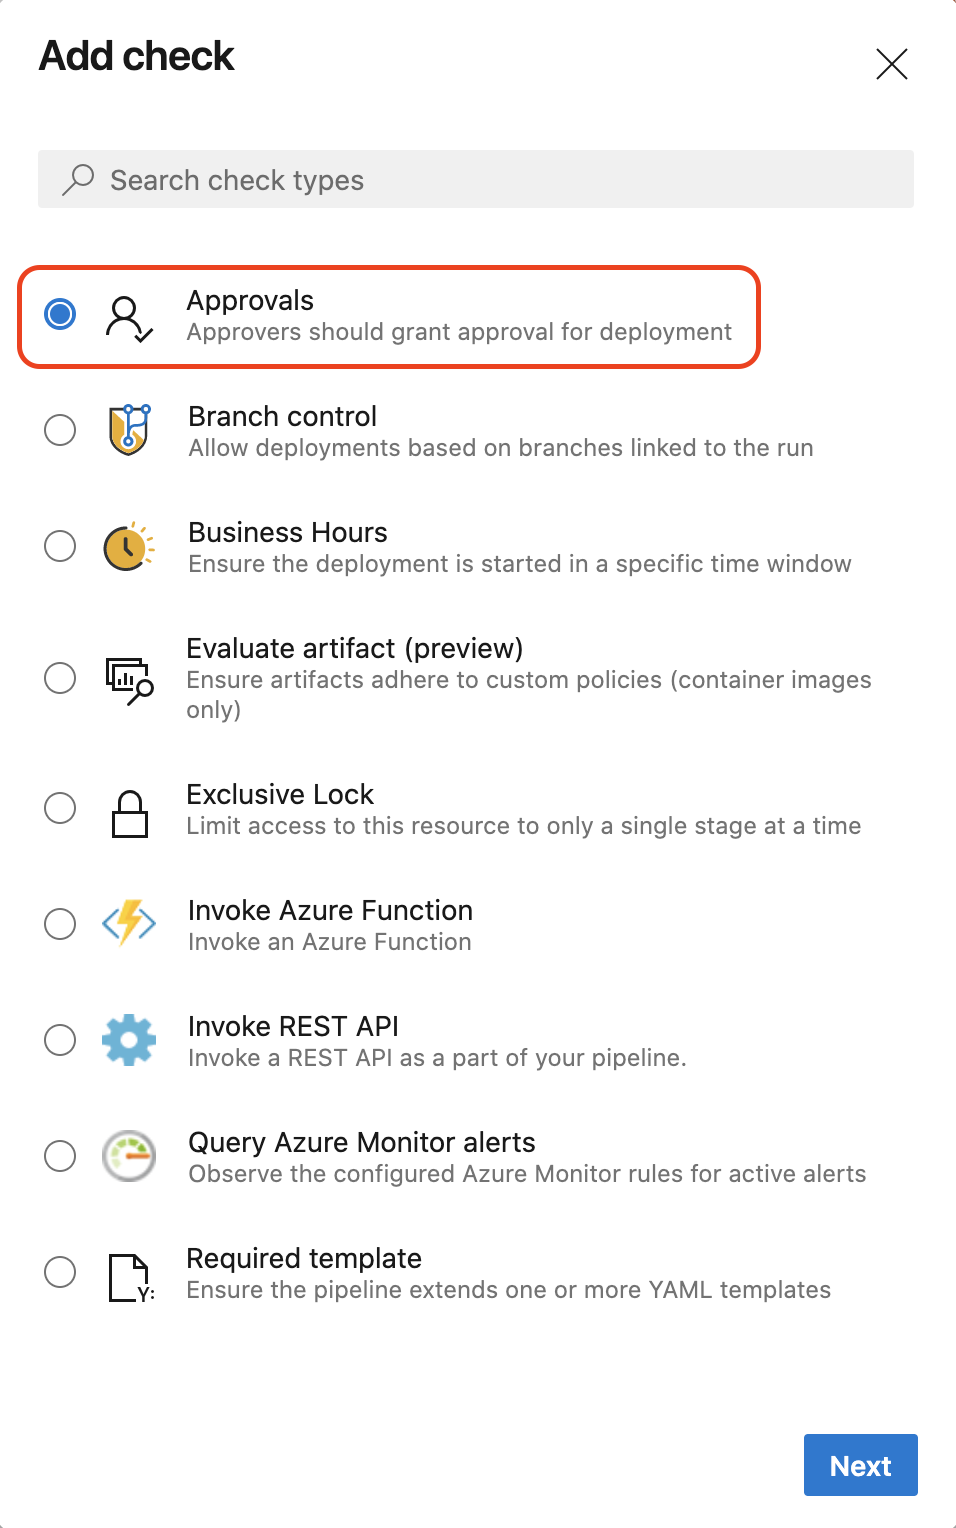 Add check
Search check types
Approvals
Approvers should grant approval for deployment
Branch control
Allow deployments based on branches linked to the run
Business Hours
Ensure the deployment is started in a specific time window
Evaluate artifact (preview)
Ensure artifacts adhere to custom policies (container images
only)
Exclusive Lock
Limit access to this resource to only a single stage at a time
Invoke Azure Function
Invoke an Azure Function
Invoke REST API
Invoke a REST API as a part of your pipeline.
Query Azure Monitor alerts
Observe the configured Azure Monitor rules for active alerts
Required template
Y:
Ensure the pipeline extends one or more YAML templates
Next